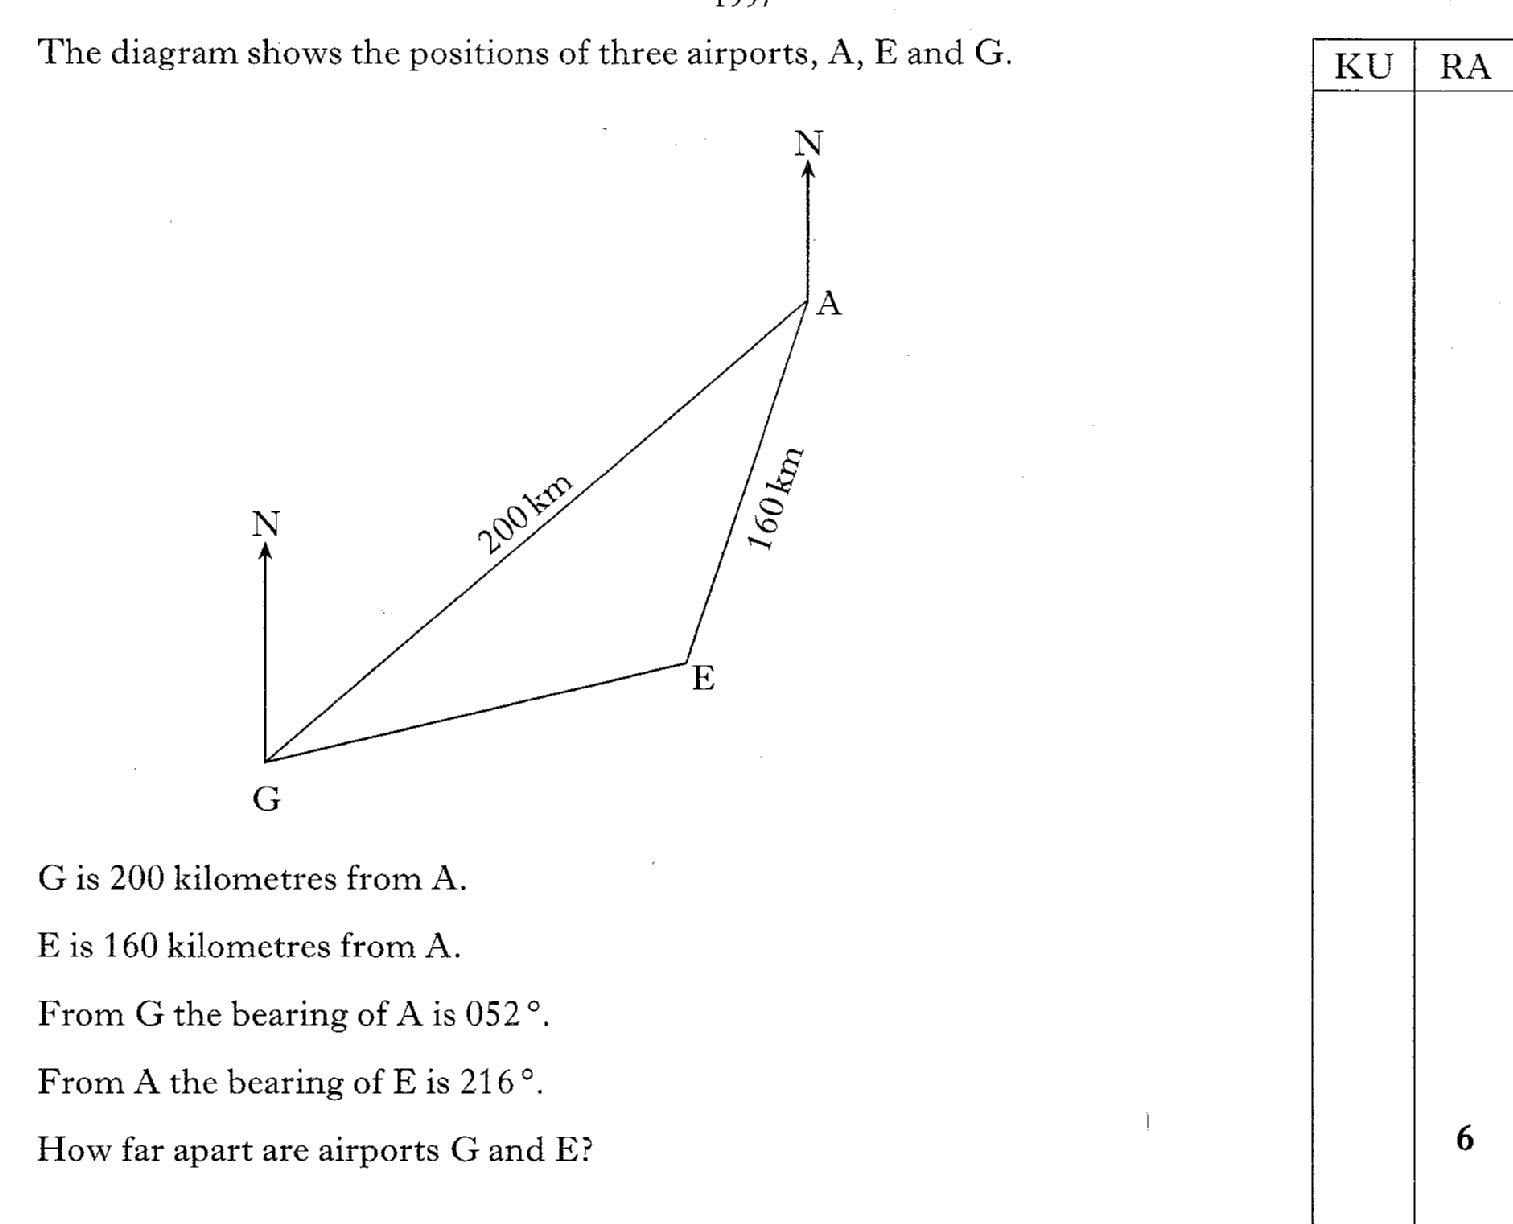 The diagram shows the positions of three airports, A, E and G.
KU RA
N
A
200 km
160 km
N
E
G
G is 200 kilometres from A.
E is 160 kilometres from A.
From G the bearing of A is 052°.
From A the bearing of E is 216°.
How far apart are airports G and E?
6